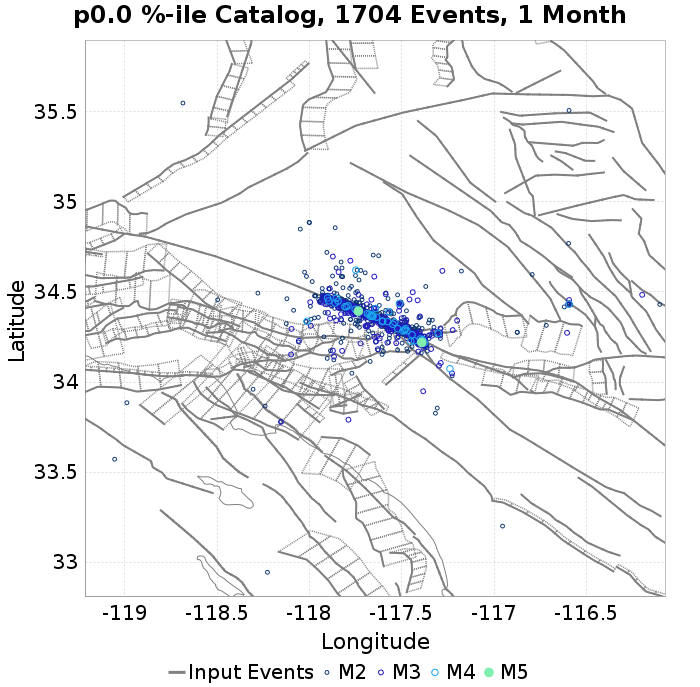 p0.0 %-ile Catalog, 1704 Events, 1 Month
35.5
35
34.5
34
33.5
33
Latitude
-119
-118.5
-118
-117.5
-117
-116.5
Longitude
Input Events
M2
M3
M4
M5